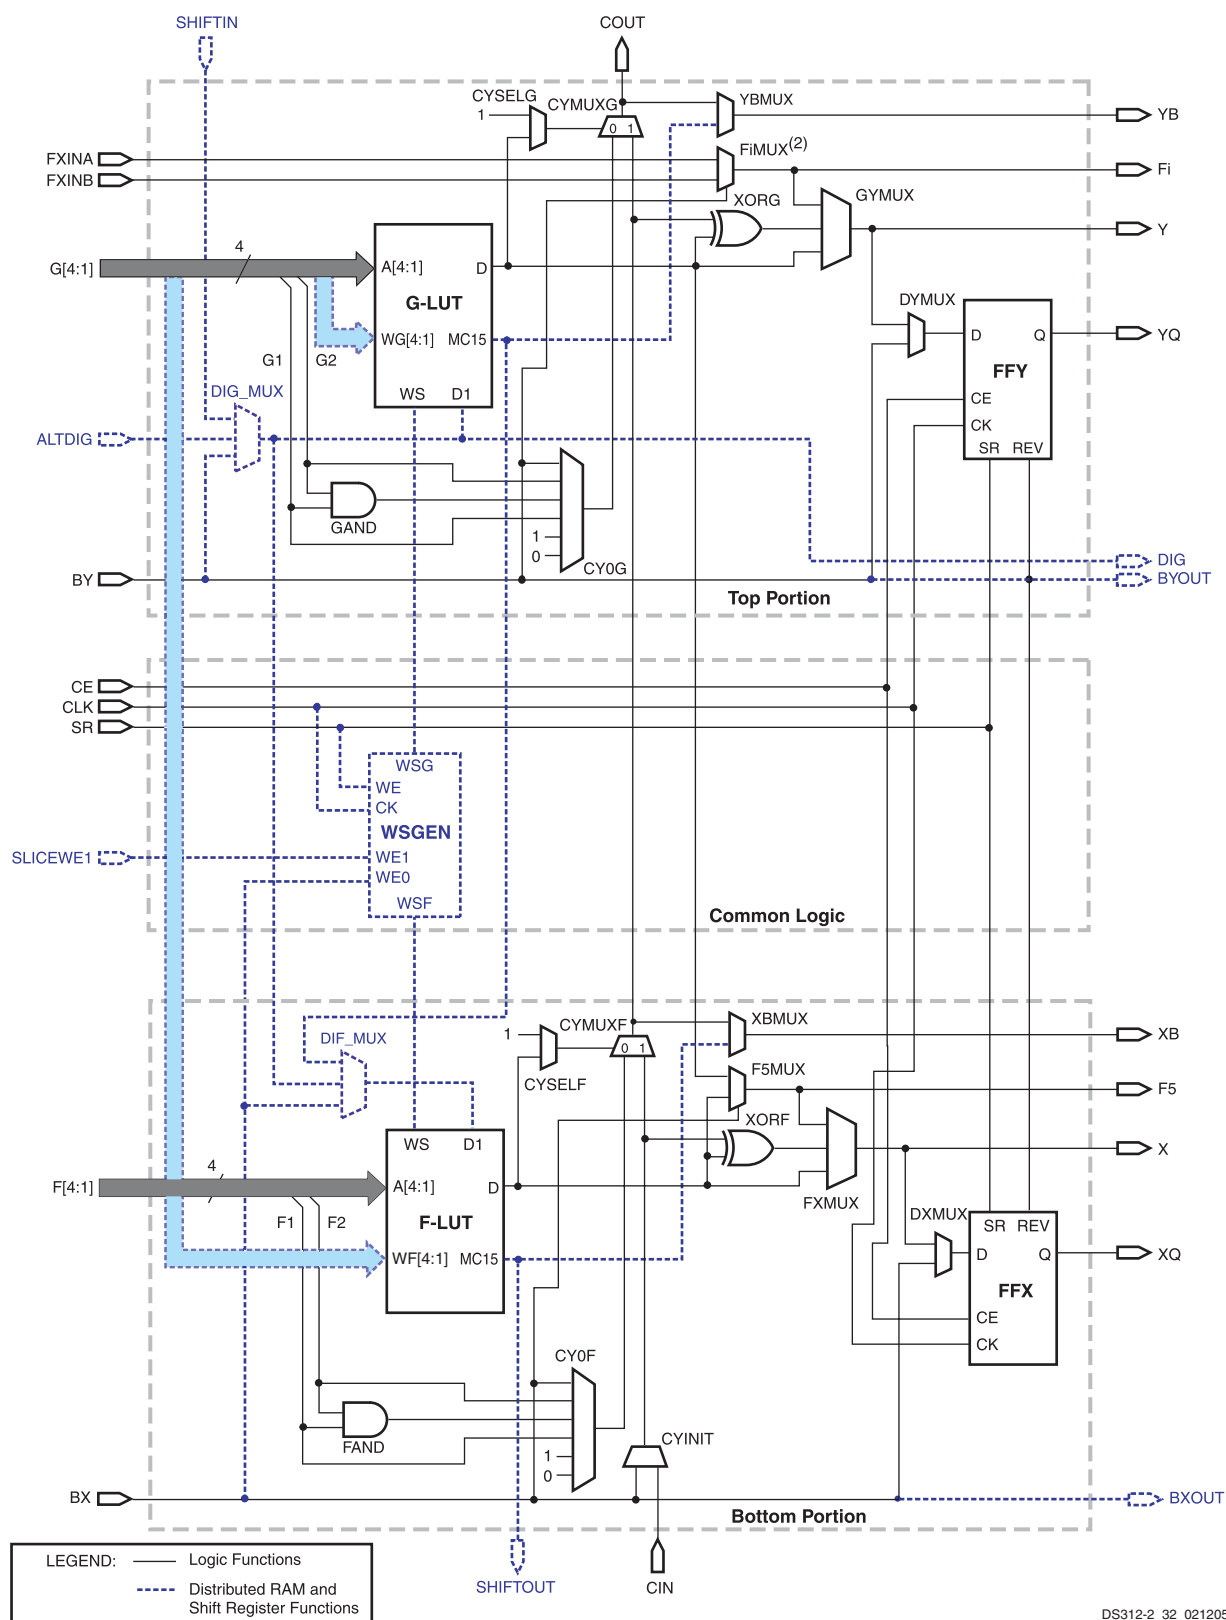 SHIFTIN
COUT
CYSELG
CYMUXG
YBMUX
1
0 1
YB
FXINA
FiMUX(2)
Fi
FXINB
XORG
GYMUX
Y
4
G[4:1]
A[4:1]
D
G-LUT
DYMUX
WG[4:1]
MC15
D
Q
YQ
G1
G2
FFY
DIG_MUX
WS
D1
CE
CK
ALTDIG
SR
REV
GAND
1
0
CY0G
DIG
BY
BYOUT
Top Portion
CE
CLK
SR
WSG
WE
CK
WSGEN
SLICEWE1
WE1
WE0
WSF
Common Logic
DIF_MUX
1
CYMUXF
XBMUX
0 1
XB
CYSELF
F5MUX
F5
XORF
WS
D1
X
4
F[4:1]
A[4:1]
D
FXMUX
F1
F2
F-LUT
DXMUX
SR
REV
WF[4:1]
MC15
D
Q
XQ
FFX
CE
CK
CY0F
FAND
CYINIT
1
0
BX
BXOUT
Bottom Portion
LEGEND:
Logic Functions
Distributed RAM and
Shift Register Functions
SHIFTOUT
CIN
DS312-2_32_021205